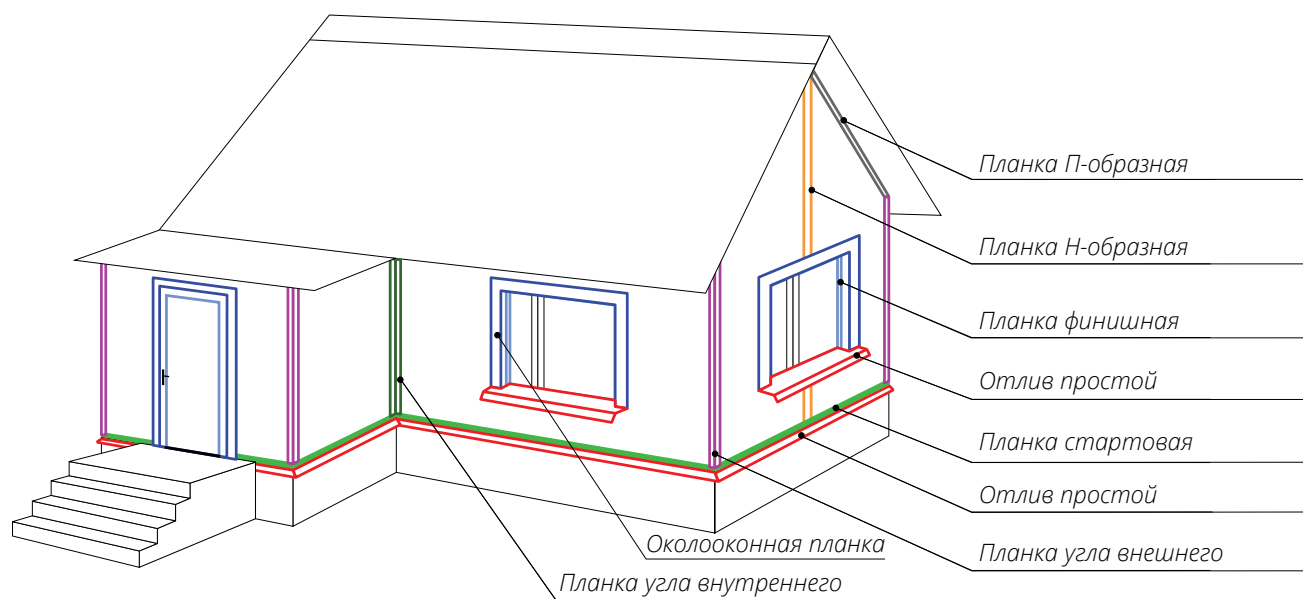 Планка П-образная
Планка Н-образная
Планка финишная
Отлив простой
Планка стартовая
Отлив простой
Планка угла внешнего
Околооконная планка
Планка угла внутреннего